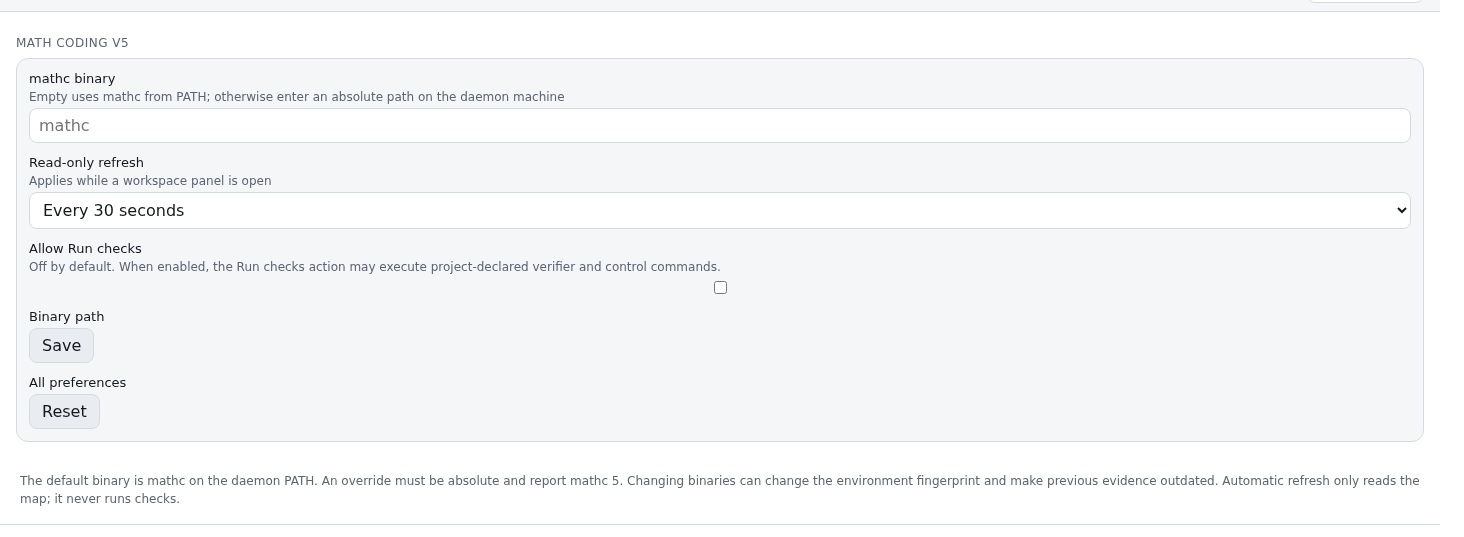 MATH CODING V5
mathc binary
Empty uses mathc from PATH; otherwise enter an absolute path on the daemon machine
mathc
Read-only refresh
Applies while a workspace panel is open
Every 30 seconds
Allow Run checks
Off by default. When enabled, the Run checks action may execute project-declared verifier and control commands.
Binary path
Save
All preferences
Reset
The default binary is mathc on the daemon PATH. An override must be absolute and report mathc 5. Changing binaries can change the environment fingerprint and make previous evidence outdated. Automatic refresh only reads the
map; it never runs checks.